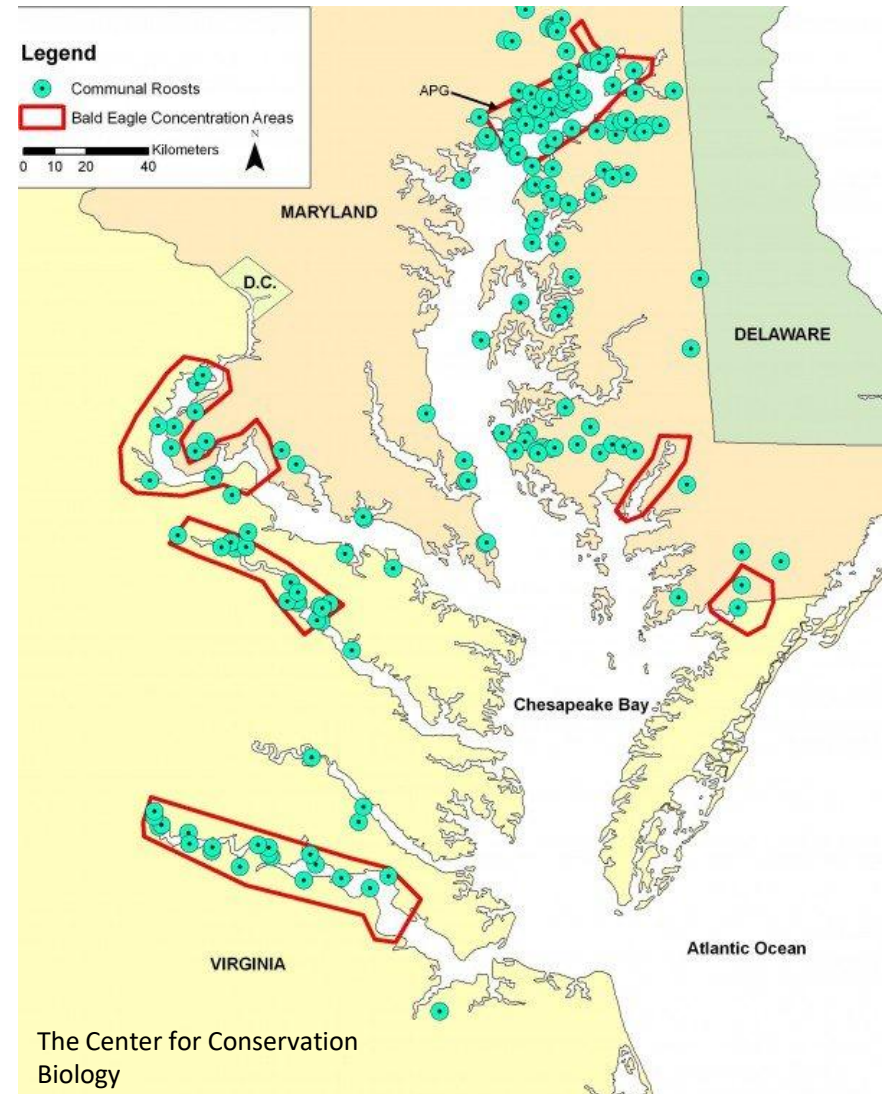 Legend
Communal Roosts
Bald Eagle Concentration Areas
N
Kilometers
0 10 20 40
APG
MARYLAND
D.C.
DELAWARE
Chesapeake Bay
Atlantic Ocean
VIRGINIA
The Center for Conservation
Biology